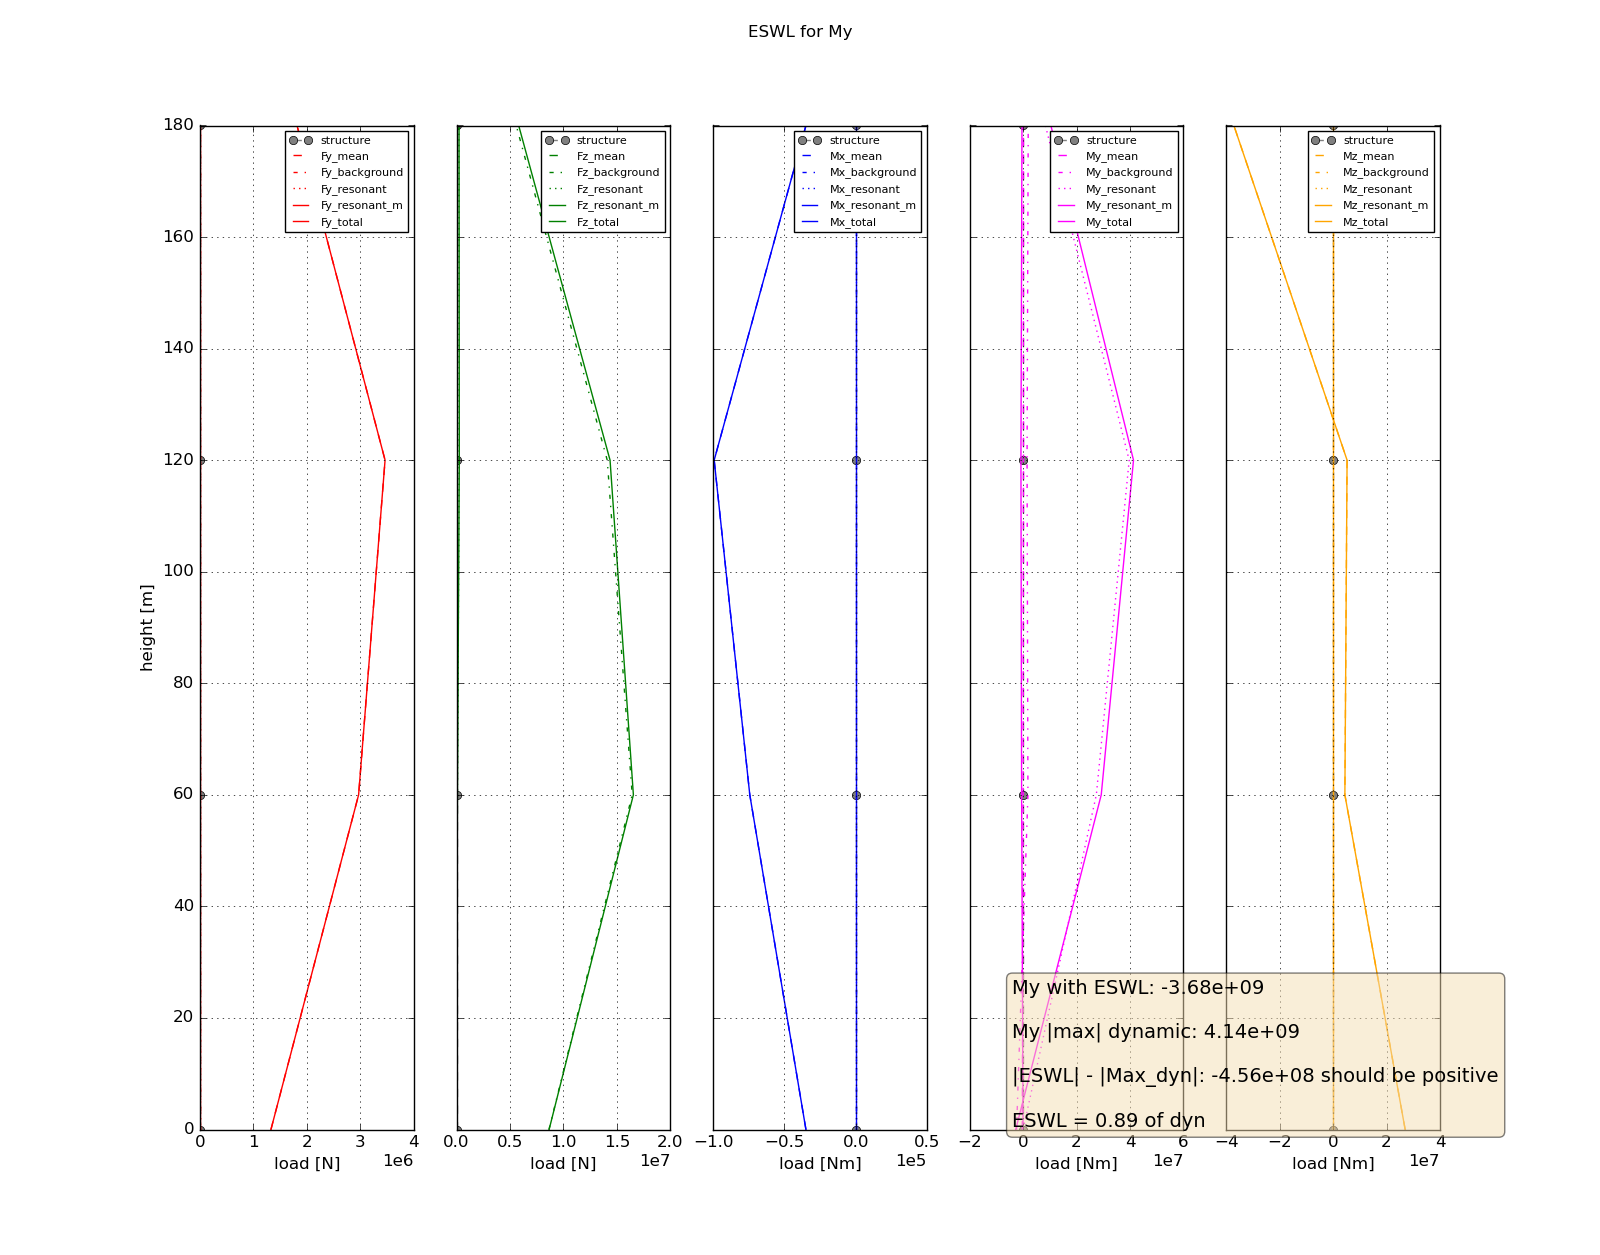 ESWL for My
height [m]
180
160
140
120
100
80
60
40
20
0
structure
Fy_mean
Fy_background
Fy_resonant
Fy_resonant_m
Fy_total
0 1 2 3 4
1e6
load [N]
structure
Fz_mean
Fz_background
Fz_resonant
Fz_resonant_m
Fz_total
0.0 0.5 1.0 1.5 2.0
1e7
load [N]
structure
Mx_mean
Mx_background
Mx_resonant
Mx_resonant_m
Mx_total
−1.0 −0.5 0.0 0.5
1e5
load [Nm]
structure
My_mean
My_background
My_resonant
My_resonant_m
My_total
−2 0 2 4 6
1e7
load [Nm]
structure
Mz_mean
Mz_background
Mz_resonant
Mz_resonant_m
Mz_total
−4 −2 0 2 4
1e7
load [Nm]
My with ESWL: -3.68e+09
My |max| dynamic: 4.14e+09
|ESWL| - |Max_dyn|: -4.56e+08 should be positive
ESWL = 0.89 of dyn